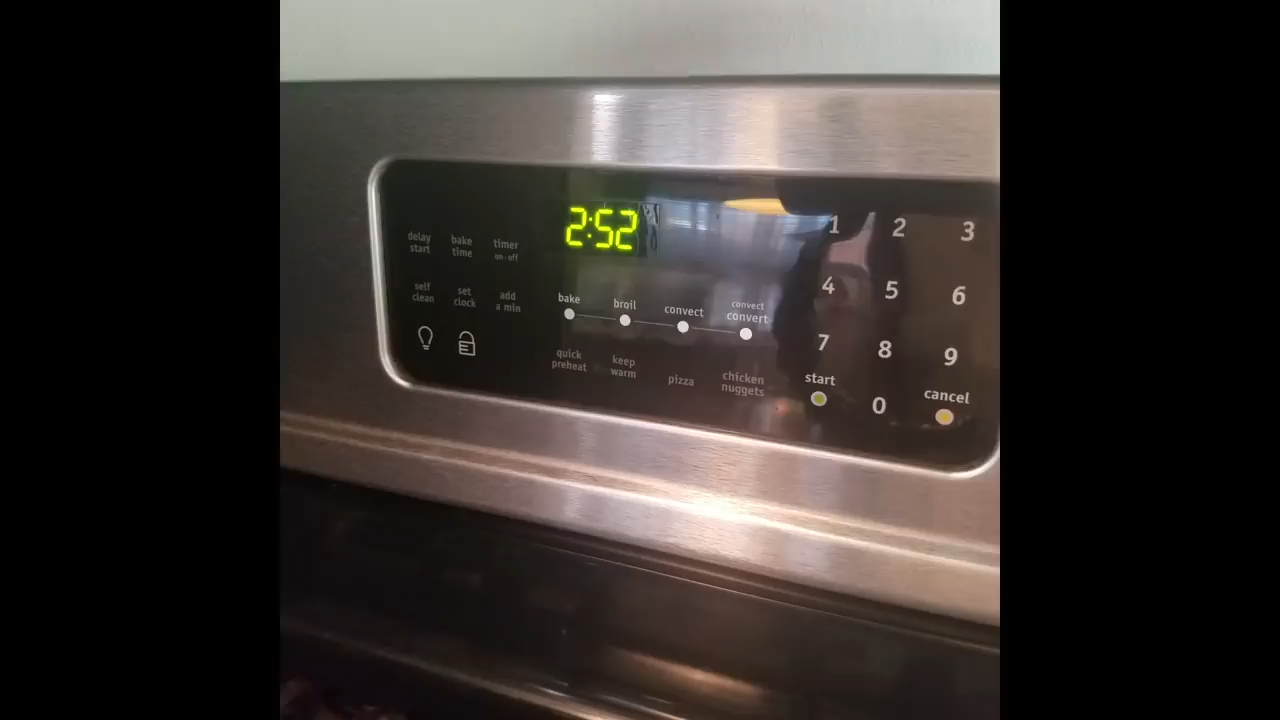 2:52
delay
start
bake
time
timer
on-off
self
clean
set
clock
add
a min
bake
broil
convect
convect
convert
quick
preheat
keep
warm
pizza
chicken
nuggets
1 2 3
4 5 6
7 8 9
start
0
cancel